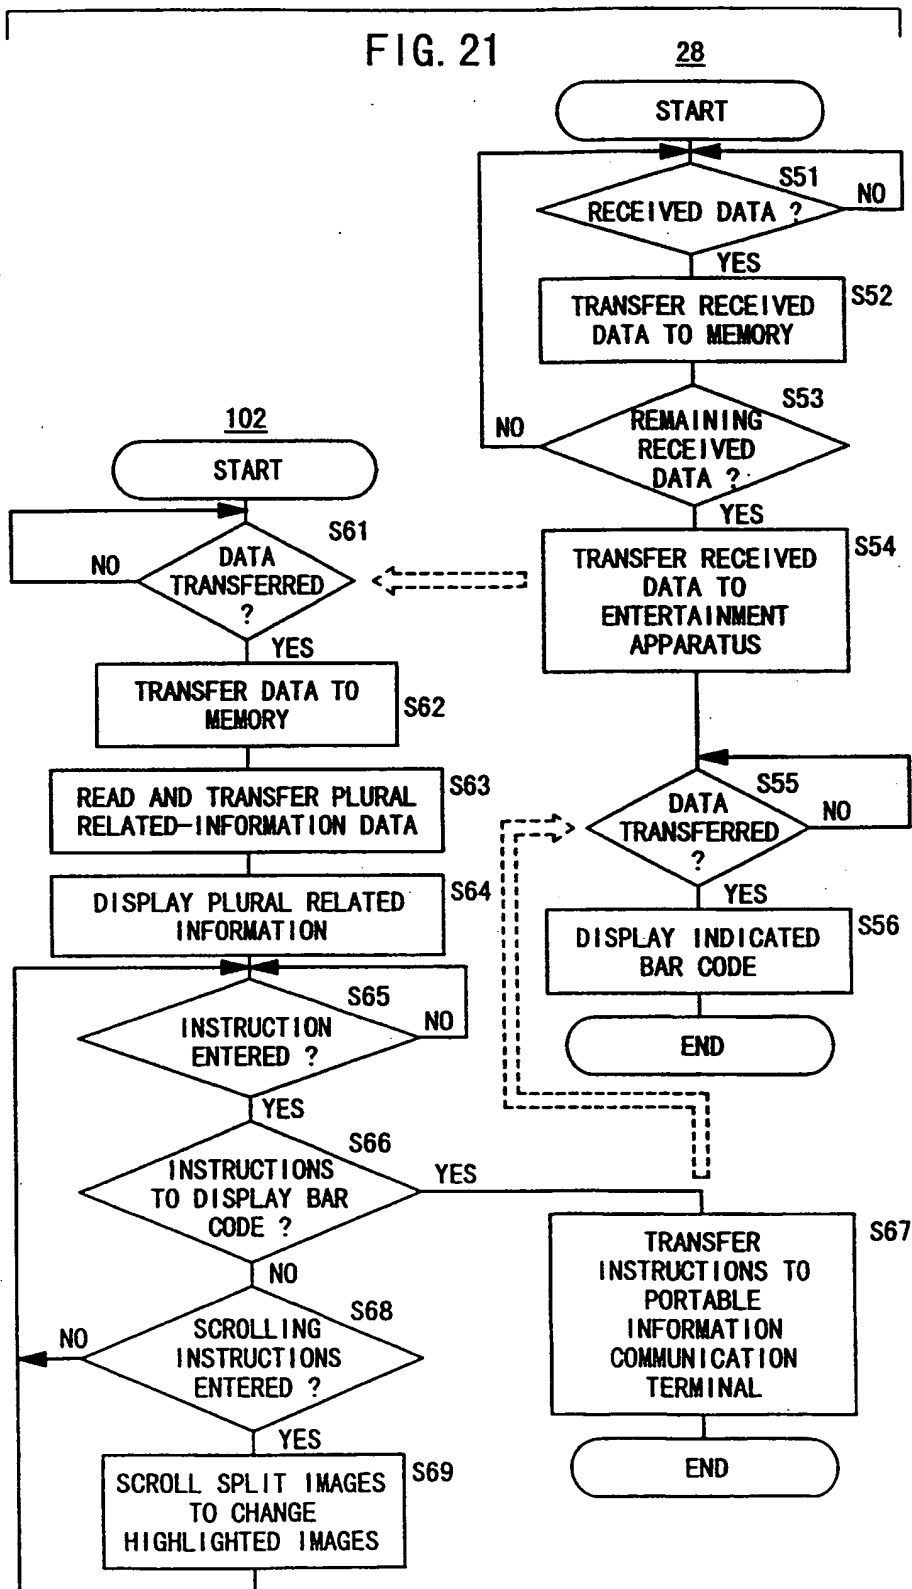 FIG. 21
28
START
S51
RECEIVED DATA ?
NO
YES
TRANSFER RECEIVED
DATA TO MEMORY
S52
S53
REMAINING
RECEIVED
DATA ?
NO
YES
TRANSFER RECEIVED
DATA TO
ENTERTAINMENT
APPARATUS
S54
S55
DATA
TRANSFERRED
?
NO
YES
DISPLAY INDICATED
BAR CODE
S56
END
102
START
S61
DATA
TRANSFERRED
?
NO
YES
TRANSFER DATA TO
MEMORY
S62
READ AND TRANSFER PLURAL
RELATED-INFORMATION DATA
S63
DISPLAY PLURAL RELATED
INFORMATION
S64
S65
INSTRUCTION
ENTERED ?
NO
YES
S66
INSTRUCTIONS
TO DISPLAY BAR
CODE ?
YES
NO
TRANSFER
INSTRUCTIONS TO
PORTABLE
INFORMATION
COMMUNICATION
TERMINAL
S67
END
S68
SCROLLING
INSTRUCTIONS
ENTERED ?
NO
YES
SCROLL SPLIT IMAGES
TO CHANGE
HIGHLIGHTED IMAGES
S69